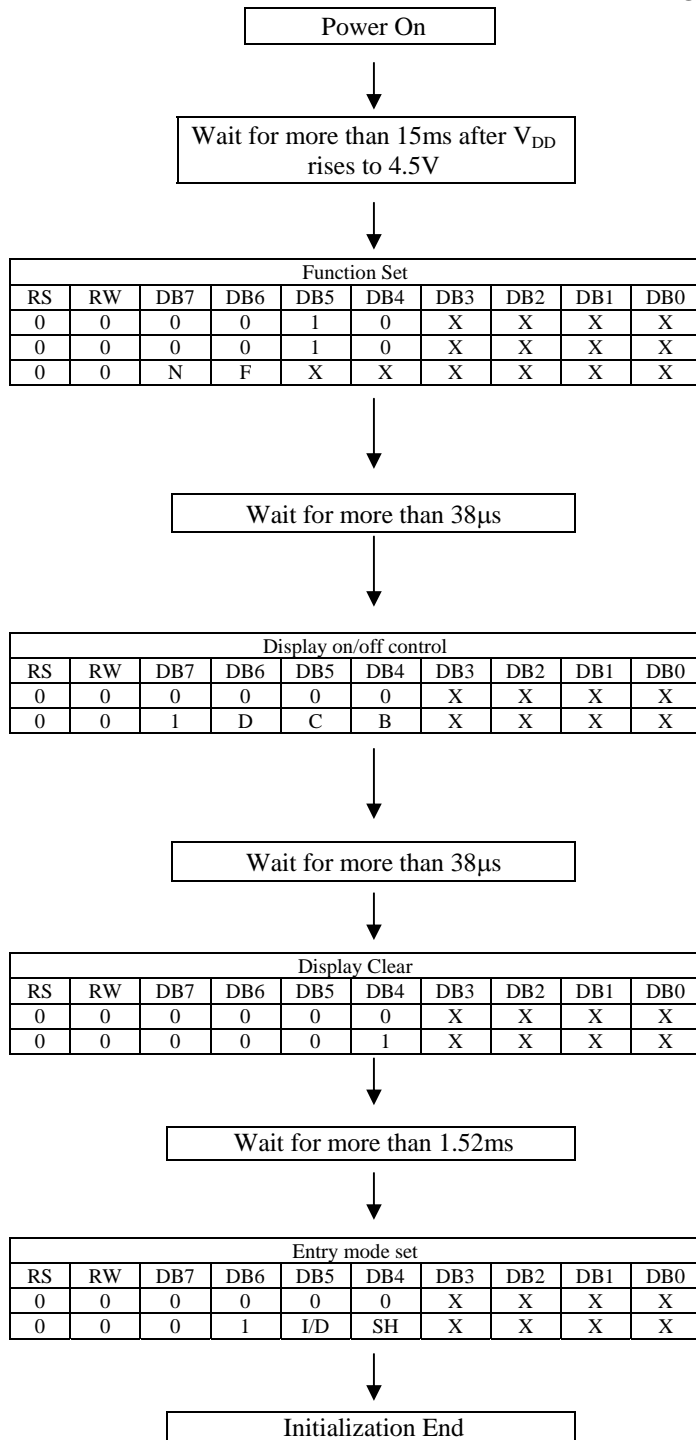 Power On
Wait for more than 15ms after VDD
rises to 4.5V
Function Set
RS RW DB7 DB6 DB5 DB4 DB3 DB2 DB1 DB0
0 0 0 0 1 0 X X X X
0 0 0 0 1 0 X X X X
0 0 N F X X X X X X
Wait for more than 38μs
Display on/off control
RS RW DB7 DB6 DB5 DB4 DB3 DB2 DB1 DB0
0 0 0 0 0 0 X X X X
0 0 1 D C B X X X X
Wait for more than 38μs
Display Clear
RS RW DB7 DB6 DB5 DB4 DB3 DB2 DB1 DB0
0 0 0 0 0 0 X X X X
0 0 0 0 0 1 X X X X
Wait for more than 1.52ms
Entry mode set
RS RW DB7 DB6 DB5 DB4 DB3 DB2 DB1 DB0
0 0 0 0 0 0 X X X X
0 0 0 1 I/D SH X X X X
Initialization End